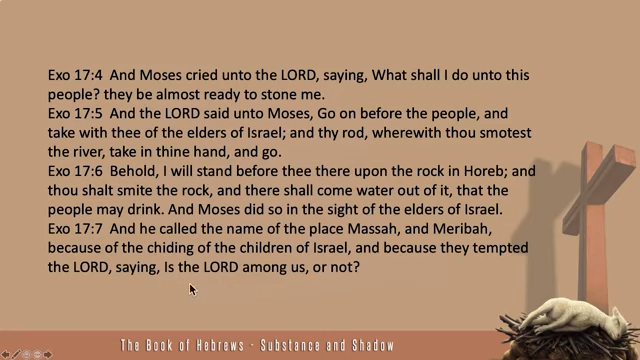 Exo 17:4  And Moses cried unto the LORD, saying, What shall I do unto this
people? they be almost ready to stone me.
Exo 17:5  And the LORD said unto Moses, Go on before the people, and
take with thee of the elders of Israel; and thy rod, wherewith thou smotest
the river, take in thine hand, and go.
Exo 17:6  Behold, I will stand before thee there upon the rock in Horeb; and
thou shalt smite the rock, and there shall come water out of it, that the
people may drink. And Moses did so in the sight of the elders of Israel.
Exo 17:7  And he called the name of the place Massah, and Meribah,
because of the chiding of the children of Israel, and because they tempted
the LORD, saying, Is the LORD among us, or not?
The Book of Hebrews - Substance and Shadow